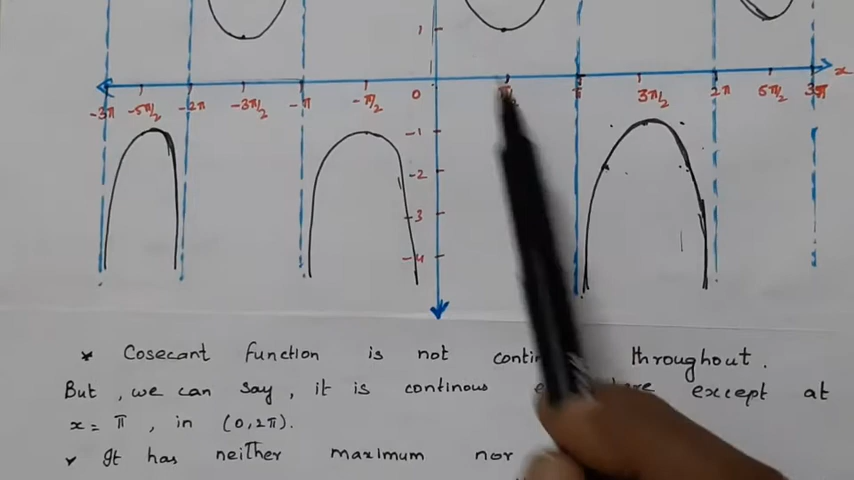 1
-3π -5π/2 -2π -3π/2 -π -π/2 0 π 3π/2 2π 5π/2 3π x
-1
-2
-3
-4
* Cosecant function is not throughout.
But, we can say, it is continous except at
x = π, in (0,2π).
* It has neither maximum nor